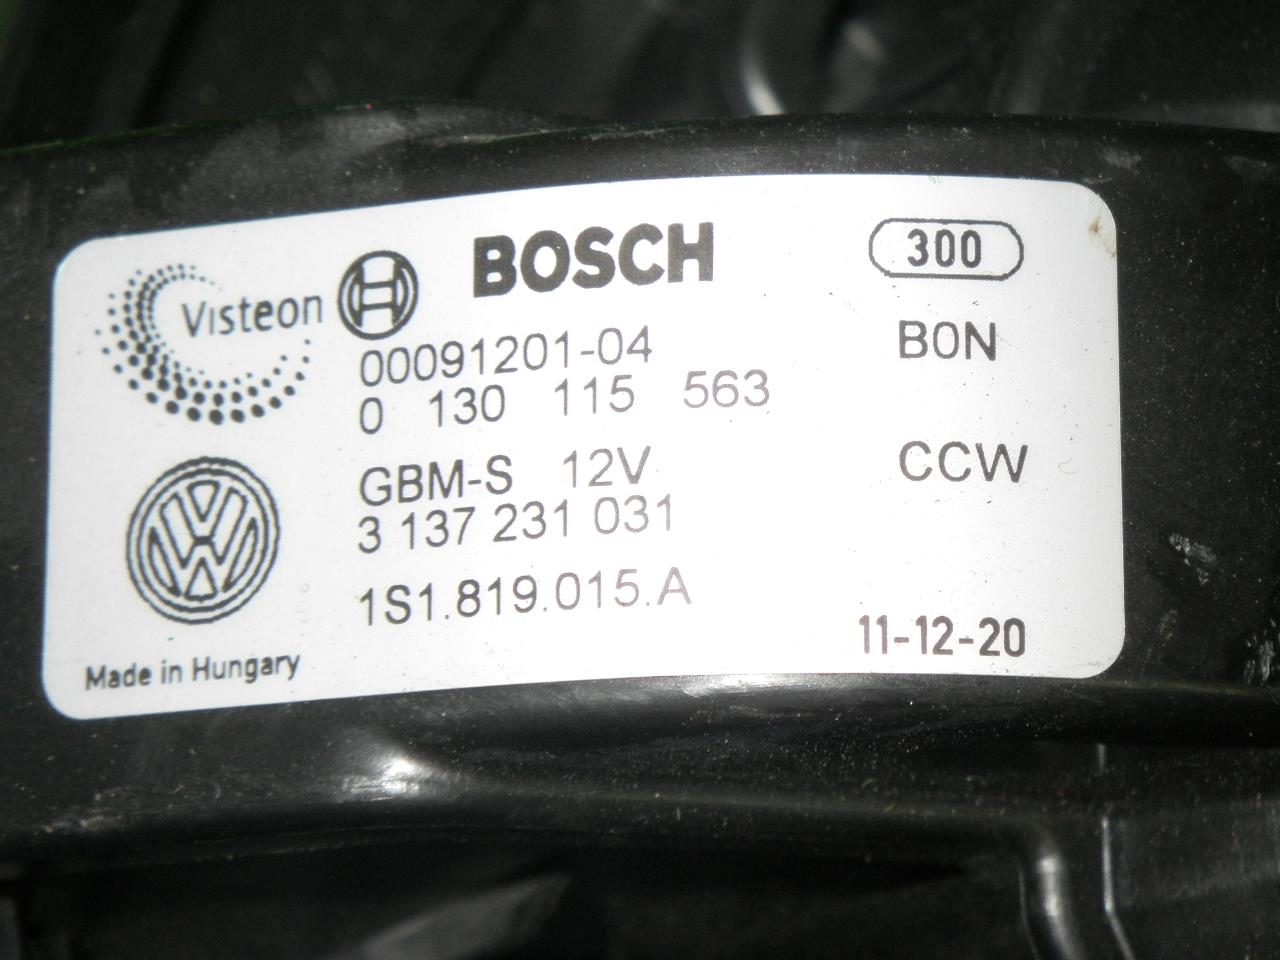 Visteon BOSCH 300
00091201-04 B0N
0 130 115 563
GBM-S 12V CCW
3 137 231 031
1S1.819.015.A
Made in Hungary 11-12-20